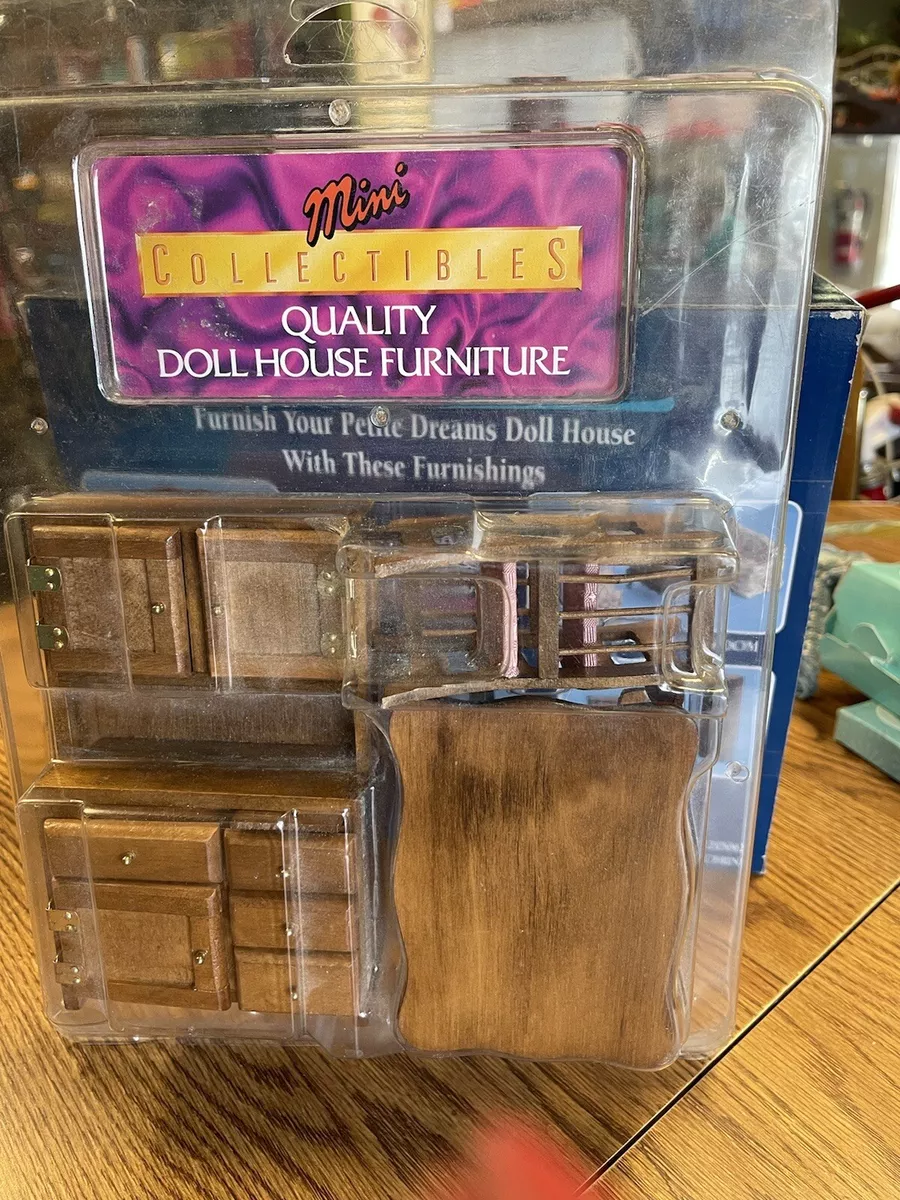 Mini
COLLECTIBLES
QUALITY
DOLL HOUSE FURNITURE
Furnish Your Petite Dreams Doll House
With These Furnishings